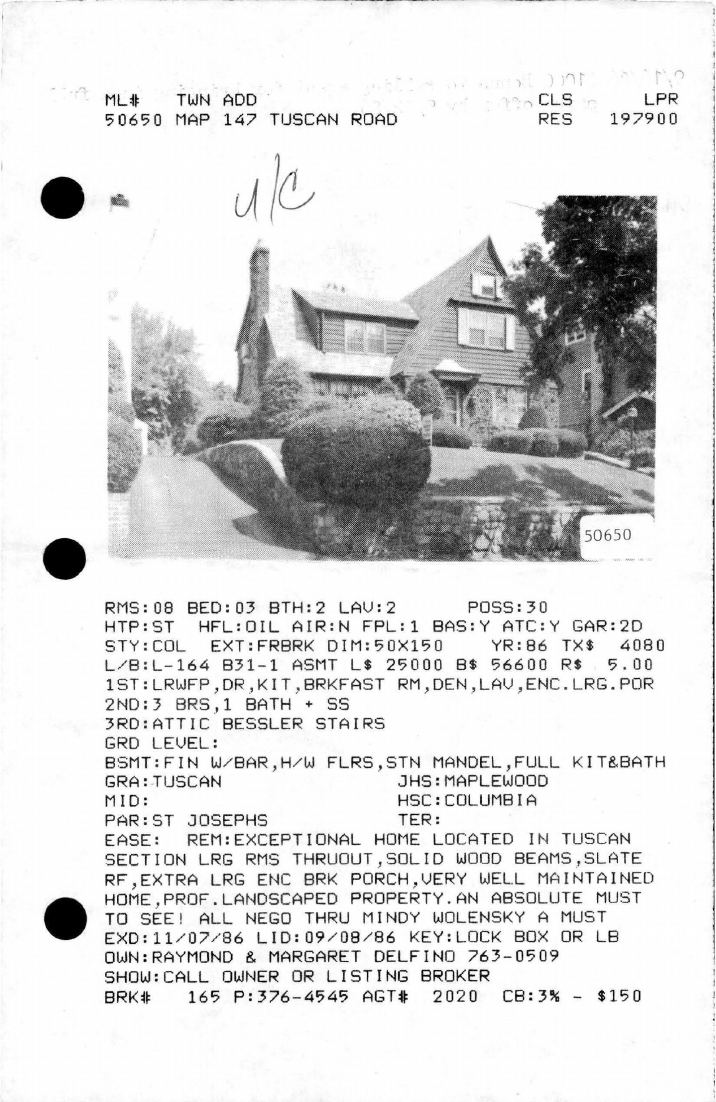 ML# TWN ADD CLS LPR
50650 MAP 147 TUSCAN ROAD RES 197900
U/C
50650
RMS:08 BED:03 BTH:2 LAV:2 POSS:30
HTP:ST HFL:OIL AIR:N FPL:1 BAS:Y ATC:Y GAR:2D
STY:COL EXT:FRBRK DIM:50X150 YR:86 TX$ 4080
L/B:L-164 B31-1 ASMT L$ 25000 B$ 56600 R$ 5.00
1ST:LRWFP,DR,KIT,BRKFAST RM,DEN,LAV,ENC.LRG.POR
2ND:3 BRS,1 BATH + SS
3RD:ATTIC BESSLER STAIRS
GRD LEVEL:
BSMT:FIN W/BAR,H/W FLRS,STN MANDEL,FULL KIT&BATH
GRA:TUSCAN JHS:MAPLEWOOD
MID: HSC:COLUMBIA
PAR:ST JOSEPHS TER:
EASE: REM:EXCEPTIONAL HOME LOCATED IN TUSCAN
SECTION LRG RMS THRUOUT,SOLID WOOD BEAMS,SLATE
RF,EXTRA LRG ENC BRK PORCH,VERY WELL MAINTAINED
HOME,PROF.LANDSCAPED PROPERTY.AN ABSOLUTE MUST
TO SEE! ALL NEGO THRU MINDY WOLENSKY A MUST
EXD:11/07/86 LID:09/08/86 KEY:LOCK BOX OR LB
OWN:RAYMOND & MARGARET DELFINO 763-0509
SHOW:CALL OWNER OR LISTING BROKER
BRK# 165 P:376-4545 AGT# 2020 CB:3% - $150